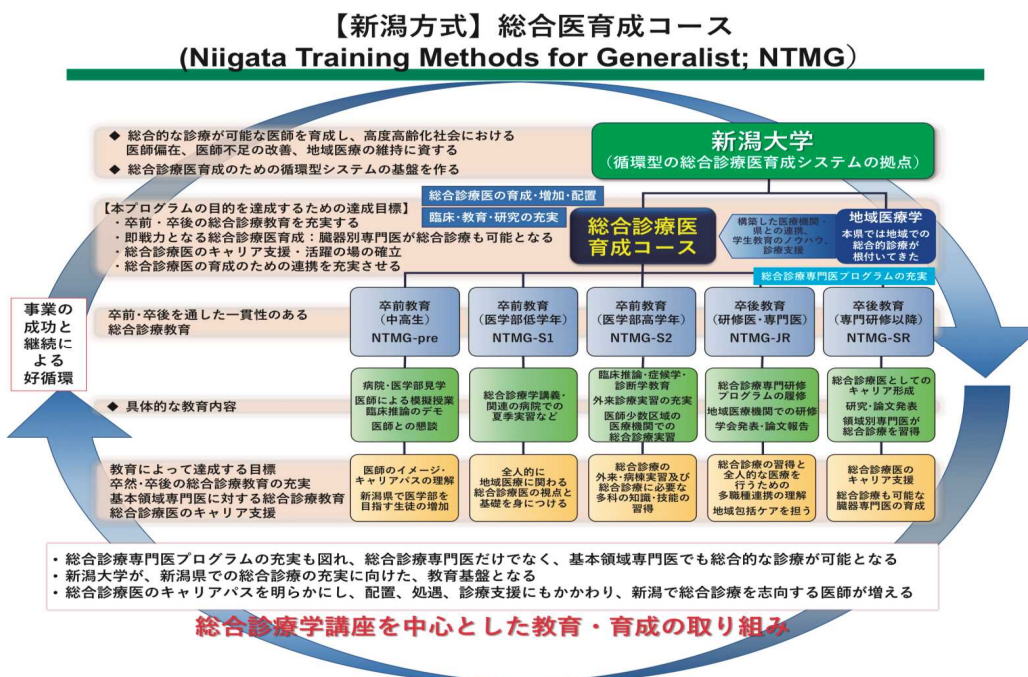 【新潟方式】総合医育成コース
(Niigata Training Methods for Generalist; NTMG）
◆ 総合的な診療が可能な医師を育成し、高度高齢化社会における
医師偏在、医師不足の改善、地域医療の維持に資する
◆ 総合診療医育成のための循環型システムの基盤を作る
新潟大学
（循環型の総合診療医育成システムの拠点）
総合診療医の育成・増加・配置
臨床・教育・研究の充実
【本プログラムの目的を達成するための達成目標】
・卒前・卒後の総合診療教育を充実する
・即戦力となる総合診療医育成：臓器別専門医が総合診療も可能となる
・総合診療医のキャリア支援・活躍の場の確立
・総合診療医の育成のための連携を充実させる
総合診療医
育成コース
構築した医療機関・
県との連携、
学生教育のノウハウ、
診療支援
地域医療学
本県では地域での
総合的診療が
根付いてきた
総合診療専門医プログラムの充実
事業の
成功と
継続に
よる
好循環
卒前・卒後を通した一貫性のある
総合診療教育
卒前教育
（中高生）
NTMG-pre
卒前教育
（医学部低学年）
NTMG-S1
卒前教育
（医学部高学年）
NTMG-S2
卒後教育
（研修医・専門医）
NTMG-JR
卒後教育
（専門研修以降）
NTMG-SR
◆ 具体的な教育内容
病院・医学部見学
医師による模擬授業
臨床推論のデモ
医師との懇談
総合診療学講義・
関連の病院での
夏季実習など
臨床推論・症候学・
診断学教育
外来診療実習の充実
医師少数区域の
医療機関での
総合診療実習
総合診療専門研修
プログラムの履修
地域医療機関での研修
学会発表・論文報告
総合診療医としての
キャリア形成
研究・論文発表
領域別専門医が
総合診療を習得
教育によって達成する目標
卒然・卒後の総合診療教育の充実
基本領域専門医に対する総合診療教育
総合診療医のキャリア支援
医師のイメージ・
キャリアパスの理解
新潟県で医学部を
目指す生徒の増加
全人的に
地域医療に関わる
総合診療医の視点と
基礎を身につける
総合診療の
外来・病棟実習及び
総合診療に必要な
多科の知識・技能の
習得
総合診療の習得と
全人的な医療を
行うための
多職種連携の理解
地域包括ケアを担う
総合診療医の
キャリア支援
総合診療も可能な
臓器専門医の育成
・総合診療専門医プログラムの充実も図れ、総合診療専門医だけでなく、基本領域専門医でも総合的な診療が可能となる
・新潟大学が、新潟県での総合診療の充実に向けた、教育基盤となる
・総合診療医のキャリアパスを明らかにし、配置、処遇、診療支援にもかかわり、新潟で総合診療を志向する医師が増える
総合診療学講座を中心とした教育・育成の取り組み